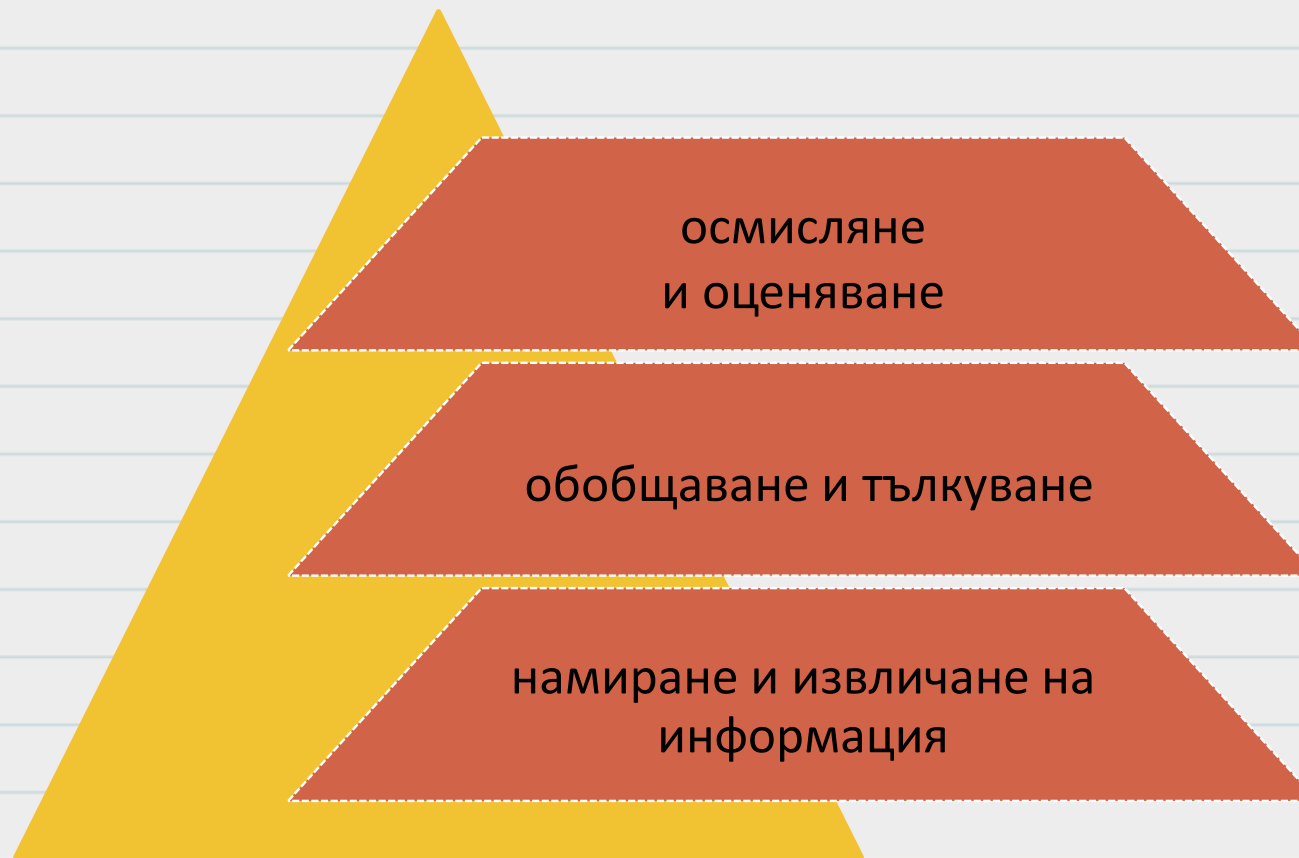 осмисляне
и оценяване
обобщаване и тълкуване
намиране и извличане на
информация